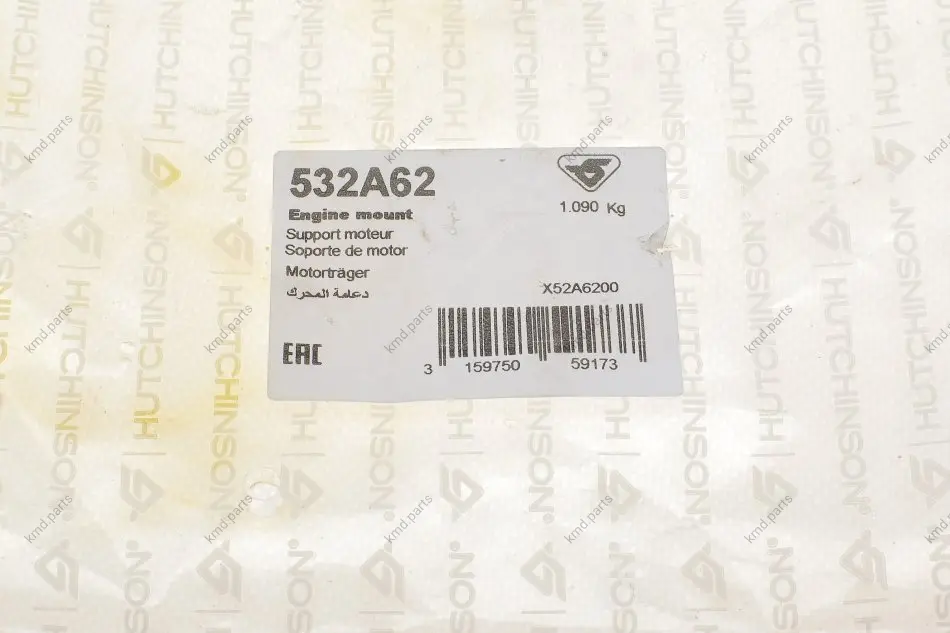 532A62
Engine mount
Support moteur
Soporte de motor
Motorträger
دعامة المحرك
EAC
1.090 Kg
X52A6200
3 159750 59173
HUTCHINSON®
kmd.parts